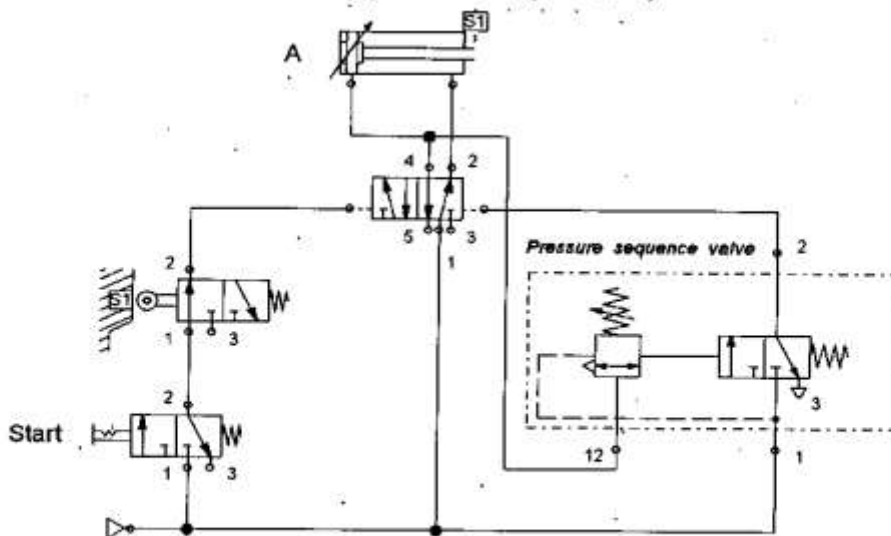 S1
A
4 2
5 3
1
Pressure sequence valve 2
2
S1
1 3
2
3
Start
12 1
1 3